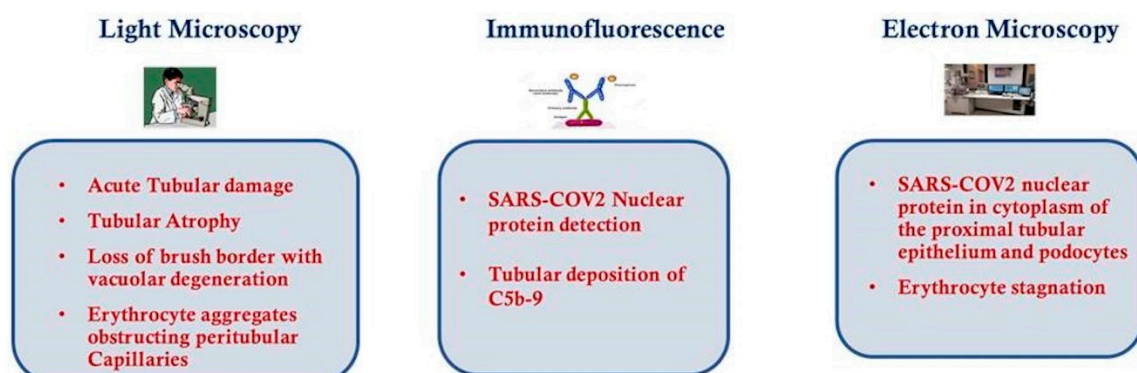 Light Microscopy
Immunofluorescence
Electron Microscopy
• Acute Tubular damage
• Tubular Atrophy
• Loss of brush border with
vacuolar degeneration
• Erythrocyte aggregates
obstructing peritubular
Capillaries
• SARS-COV2 Nuclear
protein detection
• Tubular deposition of
C5b-9
• SARS-COV2 nuclear
protein in cytoplasm of
the proximal tubular
epithelium and podocytes
• Erythrocyte stagnation